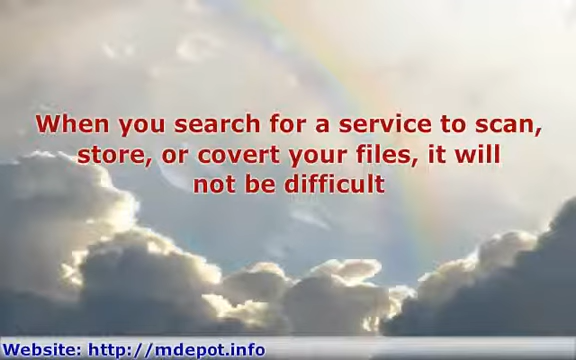 When you search for a service to scan,
store, or covert your files, it will
not be difficult
Website: http://mdepot.info